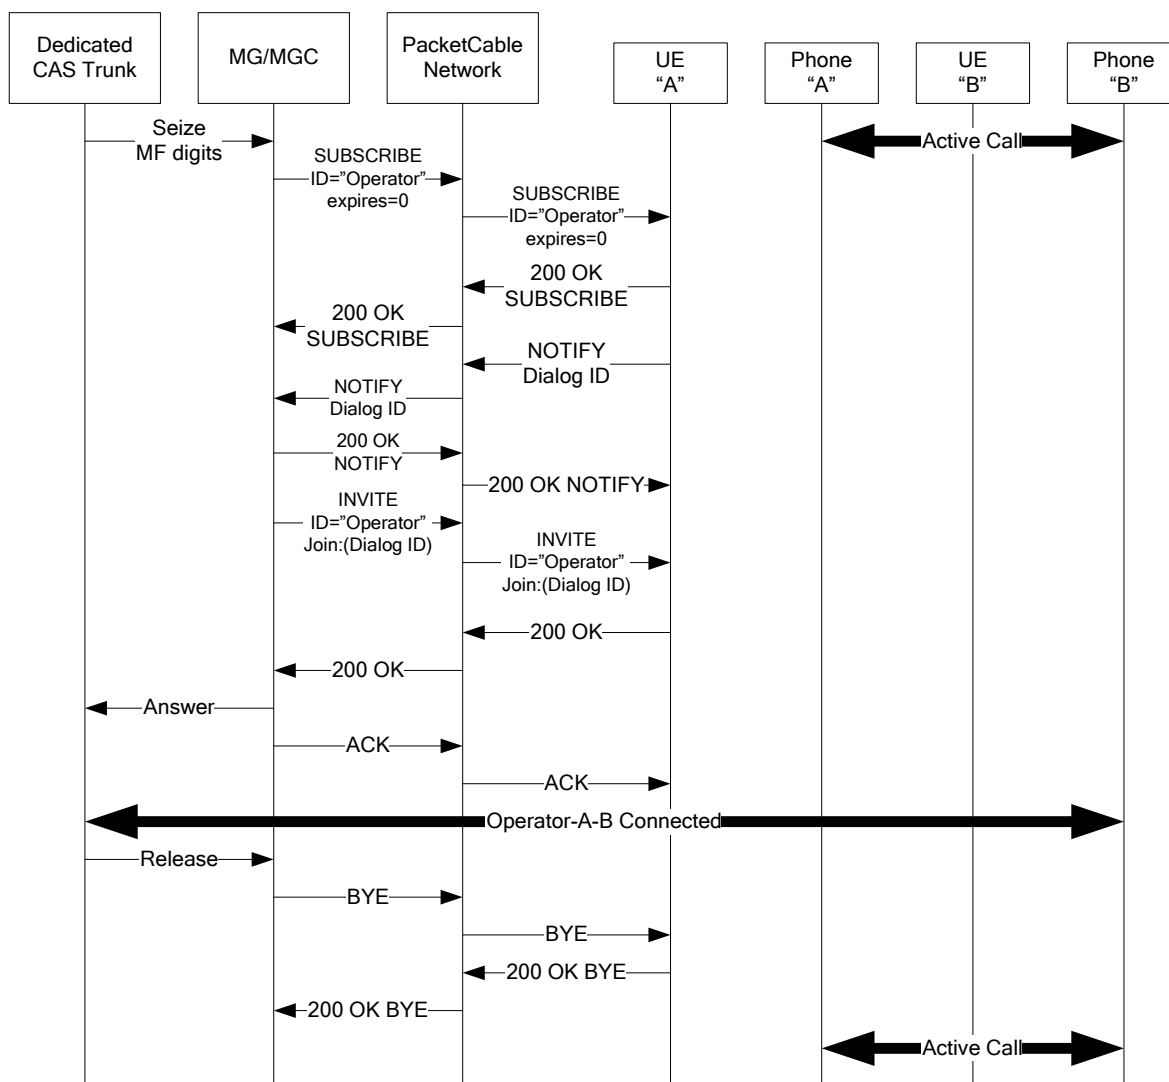 Dedicated
CAS Trunk
MG/MGC
PacketCable
Network
UE
“A”
Phone
“A”
UE
“B”
Phone
“B”
Seize
MF digits
Active Call
SUBSCRIBE
ID=”Operator”
expires=0
SUBSCRIBE
ID=”Operator”
expires=0
200 OK
SUBSCRIBE
200 OK
SUBSCRIBE
NOTIFY
Dialog ID
NOTIFY
Dialog ID
200 OK
NOTIFY
200 OK NOTIFY
INVITE
ID=”Operator”
Join:(Dialog ID)
INVITE
ID=”Operator”
Join:(Dialog ID)
200 OK
200 OK
Answer
ACK
ACK
Operator-A-B Connected
Release
BYE
BYE
200 OK BYE
200 OK BYE
Active Call